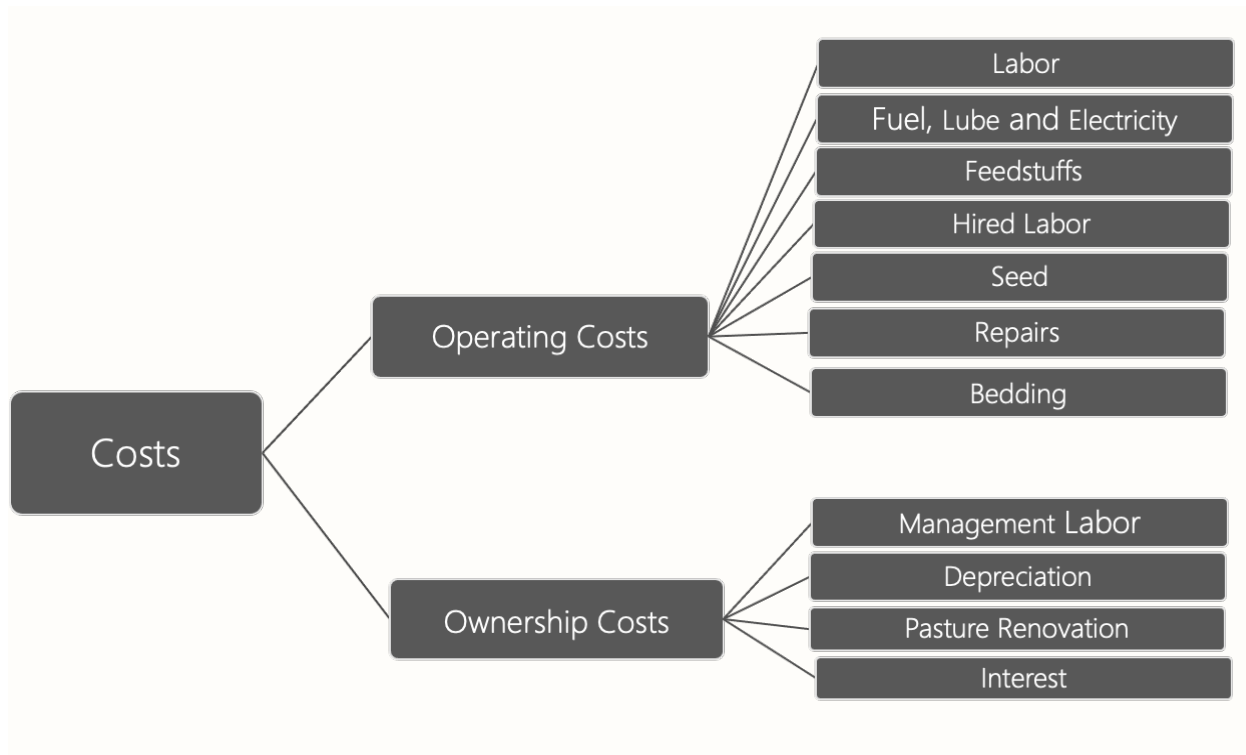 Costs
Operating Costs
Labor
Fuel, Lube and Electricity
Feedstuffs
Hired Labor
Seed
Repairs
Bedding
Ownership Costs
Management Labor
Depreciation
Pasture Renovation
Interest